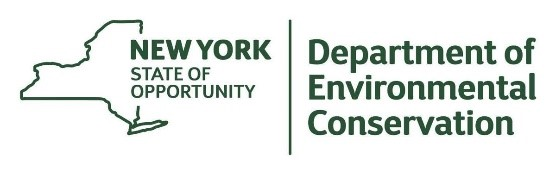 NEW YORK
STATE OF
OPPORTUNITY
Department of
Environmental
Conservation